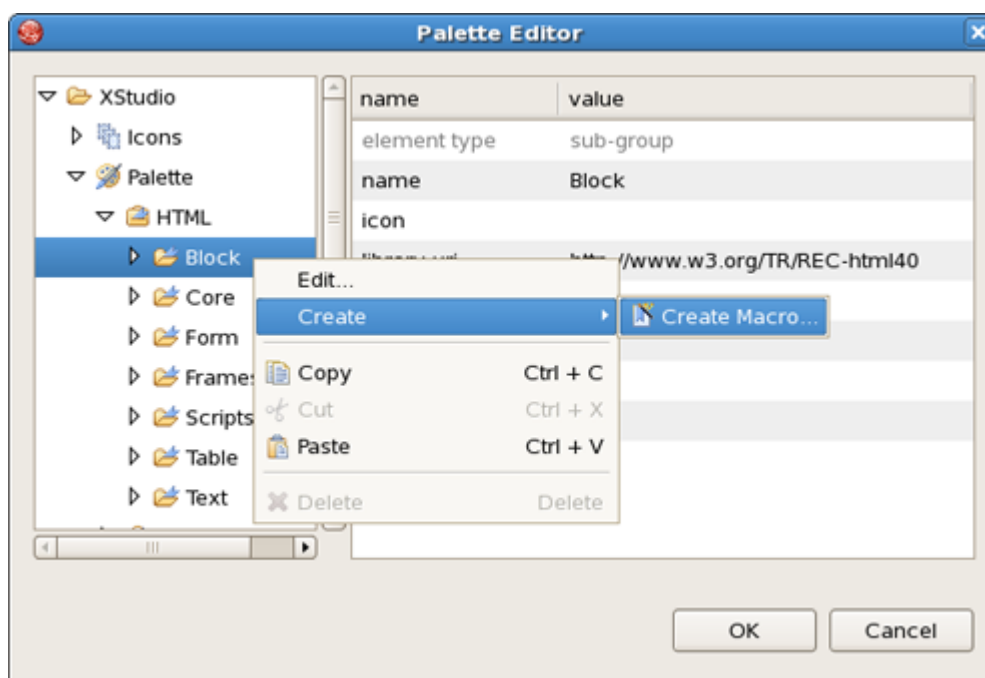 Palette Editor
XStudio
Icons
Palette
HTML
Block
Core
Form
Frame
Scripts
Table
Text
name value
element type sub-group
name Block
icon
//www.w3.org/TR/REC-html40
Edit...
Create
Create Macro...
Copy Ctrl + C
Cut Ctrl + X
Paste Ctrl + V
Delete Delete
OK
Cancel